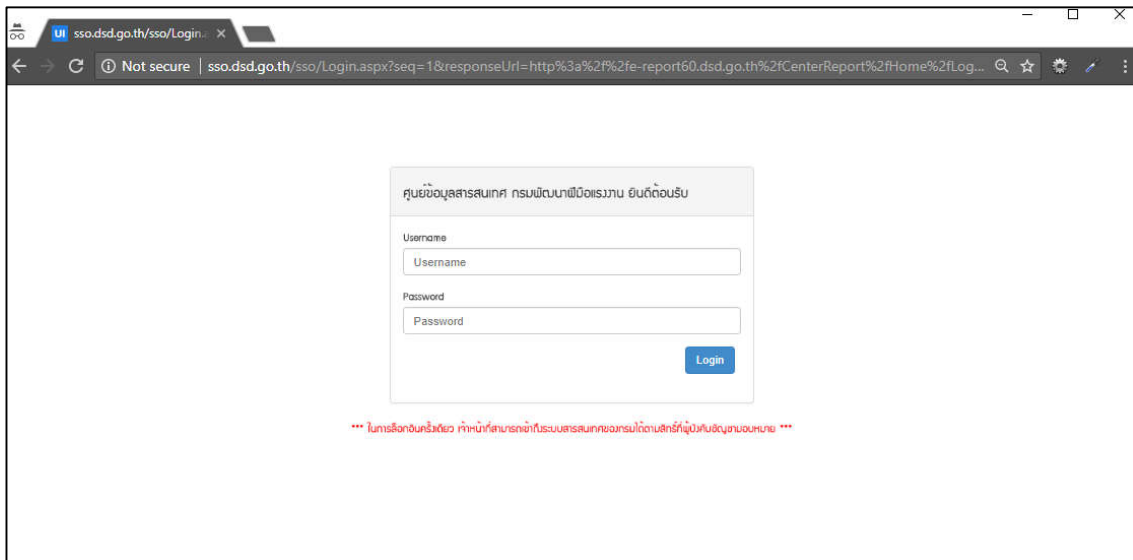 UI sso.dsd.go.th/sso/Login.a
Not secure | sso.dsd.go.th/sso/Login.aspx?seq=1&responseUrl=http%3a%2f%2fe-report60.dsd.go.th%2fCenterReport%2fHome%2fLog...
ศูนย์ข้อมูลสารสนเทศ กรมพัฒนาฝีมือแรงงาน ยินดีต้อนรับ
Username
Username
Password
Password
Login
*** ในการล็อกอินครั้งเดียว เจ้าหน้าที่สามารถเข้าถึงระบบสารสนเทศของกรมได้ตามสิทธิ์ที่ผู้บังคับบัญชามอบหมาย ***